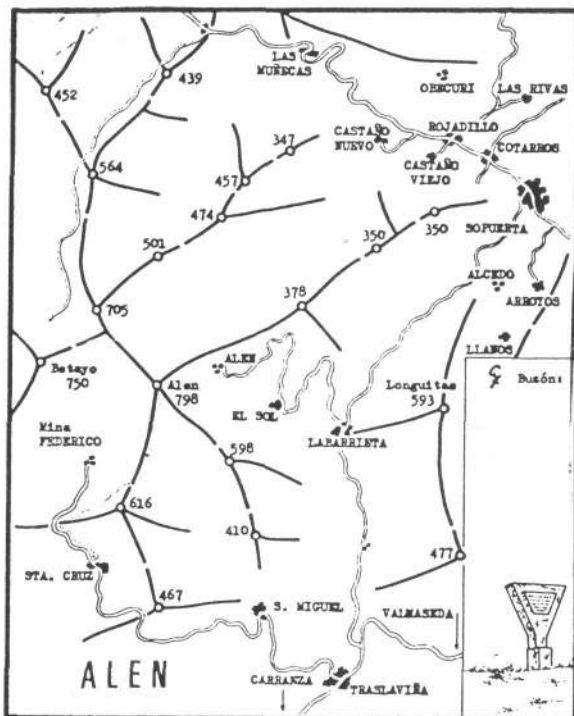 LAS
MUÑECAS
439
452
OBECURI
LAS RIVAS
CASTAÑO
NUEVO
ROJADILLO
COTARROS
347
CASTAÑO
VIEJO
564
457
474
350
350
SOPUERTA
501
ALCEDO
378
ARROYOS
705
LLANOS
Betayo
750
ALEN
Alen
798
Longuitas
593
Buzón:
EL SOL
LABARRIETA
Mina
FEDERICO
598
616
410
477
STA. CRUZ
467
S. MIGUEL
VALMASEDA
ALEN
CARRANZA
TRASLAVIÑA